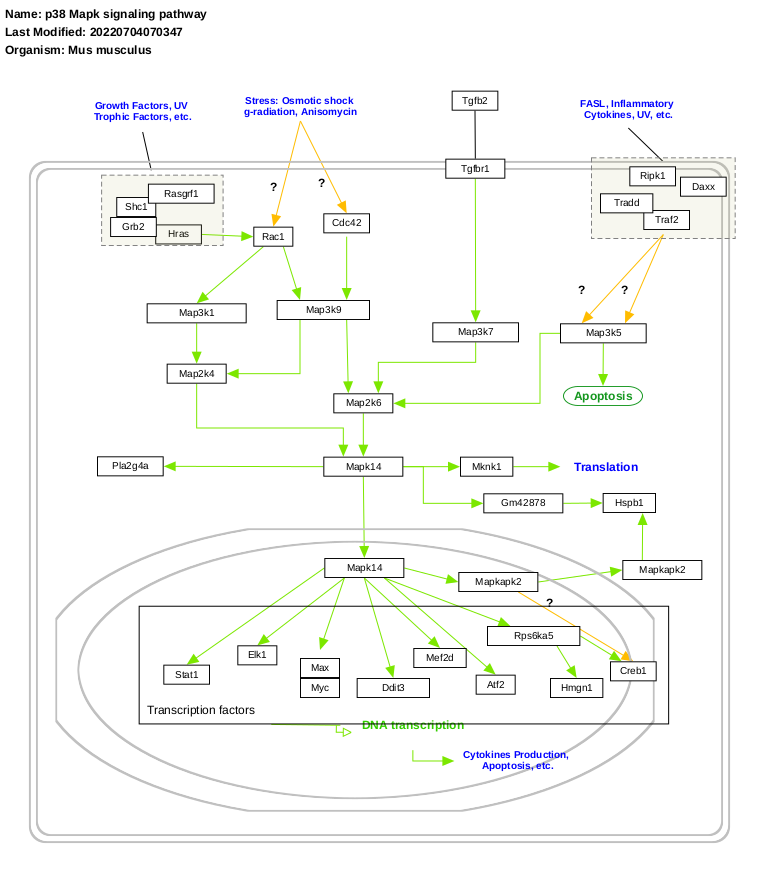 Name: p38 Mapk signaling pathway
Last Modified: 20220704070347
Organism: Mus musculus
Growth Factors, UV
Trophic Factors, etc.
Stress: Osmotic shock
g-radiation, Anisomycin
Tgfb2
FASL, Inflammatory
Cytokines, UV, etc.
Tgfbr1
Ripk1
Daxx
Rasgrf1
Shc1
Tradd
Traf2
Grb2
Hras
?
?
Rac1
Cdc42
?
?
Map3k1
Map3k9
Map3k7
Map3k5
Map2k4
Map2k6
Apoptosis
Pla2g4a
Mapk14
Mknk1
Translation
Gm42878
Hspb1
Mapk14
Mapkapk2
Mapkapk2
?
Rps6ka5
Elk1
Max
Mef2d
Stat1
Myc
Ddit3
Atf2
Hmgn1
Creb1
Transcription factors
DNA transcription
Cytokines Production,
Apoptosis, etc.